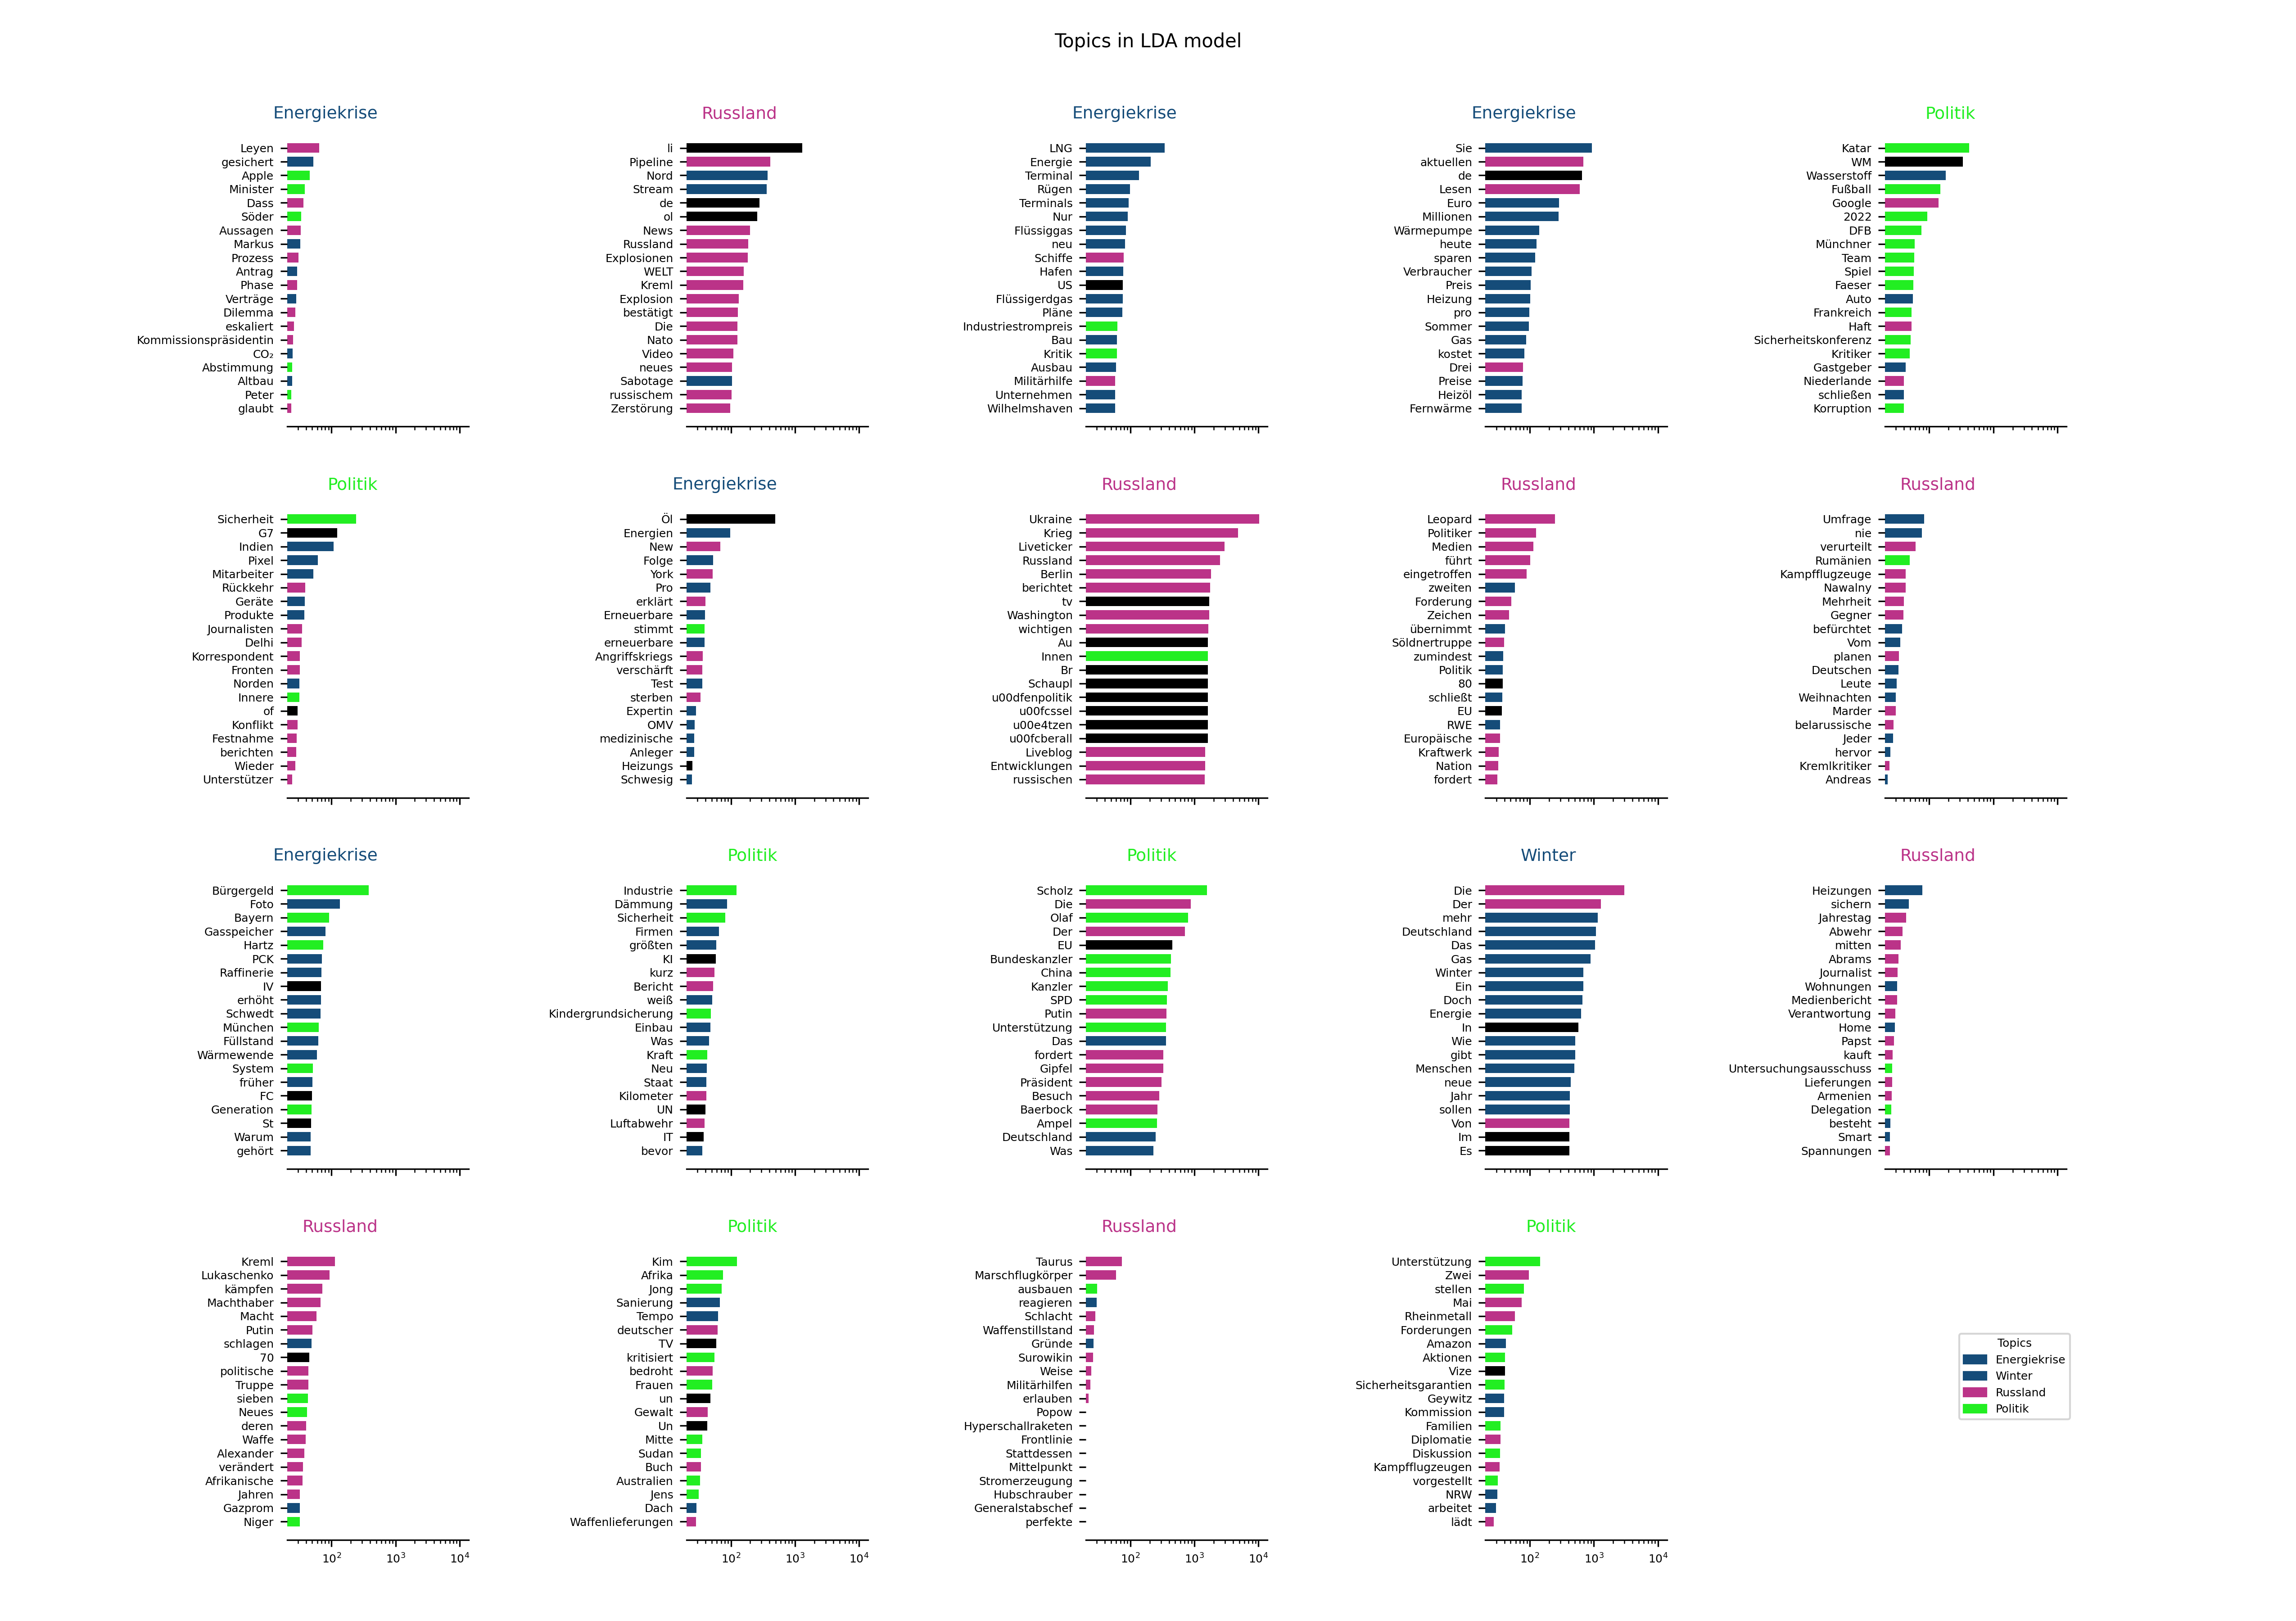 Topics in LDA model
Energiekrise
Leyen
gesichert
Apple
Minister
Dass
Söder
Aussagen
Markus
Prozess
Antrag
Phase
Verträge
Dilemma
eskaliert
Kommissionspräsidentin
CO₂
Abstimmung
Altbau
Peter
glaubt
Russland
li
Pipeline
Nord
Stream
de
ol
News
Russland
Explosionen
WELT
Kreml
Explosion
bestätigt
Die
Nato
Video
neues
Sabotage
russischem
Zerstörung
Energiekrise
LNG
Energie
Terminal
Rügen
Terminals
Nur
Flüssiggas
neu
Schiffe
Hafen
US
Flüssigerdgas
Pläne
Industriestrompreis
Bau
Kritik
Ausbau
Militärhilfe
Unternehmen
Wilhelmshaven
Energiekrise
Sie
aktuellen
de
Lesen
Euro
Millionen
Wärmepumpe
heute
sparen
Verbraucher
Preis
Heizung
pro
Sommer
Gas
kostet
Drei
Preise
Heizöl
Fernwärme
Politik
Katar
WM
Wasserstoff
Fußball
Google
2022
DFB
Münchner
Team
Spiel
Faeser
Auto
Frankreich
Haft
Sicherheitskonferenz
Kritiker
Gastgeber
Niederlande
schließen
Korruption
Politik
Sicherheit
G7
Indien
Pixel
Mitarbeiter
Rückkehr
Geräte
Produkte
Journalisten
Delhi
Korrespondent
Fronten
Norden
Innere
of
Konflikt
Festnahme
berichten
Wieder
Unterstützer
Energiekrise
Öl
Energien
New
Folge
York
Pro
erklärt
Erneuerbare
stimmt
erneuerbare
Angriffskriegs
verschärft
Test
sterben
Expertin
OMV
medizinische
Anleger
Heizungs
Schwesig
Russland
Ukraine
Krieg
Liveticker
Russland
Berlin
berichtet
tv
Washington
wichtigen
Au
Innen
Br
Schaupl
u00dfenpolitik
u00fcssel
u00e4tzen
u00fcberall
Liveblog
Entwicklungen
russischen
Russland
Leopard
Politiker
Medien
führt
eingetroffen
zweiten
Forderung
Zeichen
übernimmt
Söldnertruppe
zumindest
Politik
80
schließt
EU
RWE
Europäische
Kraftwerk
Nation
fordert
Russland
Umfrage
nie
verurteilt
Rumänien
Kampfflugzeuge
Nawalny
Mehrheit
Gegner
befürchtet
Vom
planen
Deutschen
Leute
Weihnachten
Marder
belarussische
Jeder
hervor
Kremlkritiker
Andreas
Energiekrise
Bürgergeld
Foto
Bayern
Gasspeicher
Hartz
PCK
Raffinerie
IV
erhöht
Schwedt
München
Füllstand
Wärmewende
System
früher
FC
Generation
St
Warum
gehört
Politik
Industrie
Dämmung
Sicherheit
Firmen
größten
KI
kurz
Bericht
weiß
Kindergrundsicherung
Einbau
Was
Kraft
Neu
Staat
Kilometer
UN
Luftabwehr
IT
bevor
Politik
Scholz
Die
Olaf
Der
EU
Bundeskanzler
China
Kanzler
SPD
Putin
Unterstützung
Das
fordert
Gipfel
Präsident
Besuch
Baerbock
Ampel
Deutschland
Was
Winter
Die
Der
mehr
Deutschland
Das
Gas
Winter
Ein
Doch
Energie
In
Wie
gibt
Menschen
neue
Jahr
sollen
Von
Im
Es
Russland
Heizungen
sichern
Jahrestag
Abwehr
mitten
Abrams
Journalist
Wohnungen
Medienbericht
Verantwortung
Home
Papst
kauft
Untersuchungsausschuss
Lieferungen
Armenien
Delegation
besteht
Smart
Spannungen
Russland
Kreml
Lukaschenko
kämpfen
Machthaber
Macht
Putin
schlagen
70
politische
Truppe
sieben
Neues
deren
Waffe
Alexander
verändert
Afrikanische
Jahren
Gazprom
Niger
10² 10³ 10⁴
Politik
Kim
Afrika
Jong
Sanierung
Tempo
deutscher
TV
kritisiert
bedroht
Frauen
un
Gewalt
Un
Mitte
Sudan
Buch
Australien
Jens
Dach
Waffenlieferungen
10² 10³ 10⁴
Russland
Taurus
Marschflugkörper
ausbauen
reagieren
Schlacht
Waffenstillstand
Gründe
Surowikin
Weise
Militärhilfen
erlauben
Popow
Hyperschallraketen
Frontlinie
Stattdessen
Mittelpunkt
Stromerzeugung
Hubschrauber
Generalstabschef
perfekte
10² 10³ 10⁴
Politik
Unterstützung
Zwei
stellen
Mai
Rheinmetall
Forderungen
Amazon
Aktionen
Vize
Sicherheitsgarantien
Geywitz
Kommission
Familien
Diplomatie
Diskussion
Kampfflugzeugen
vorgestellt
NRW
arbeitet
lädt
10² 10³ 10⁴
Topics
Energiekrise
Winter
Russland
Politik